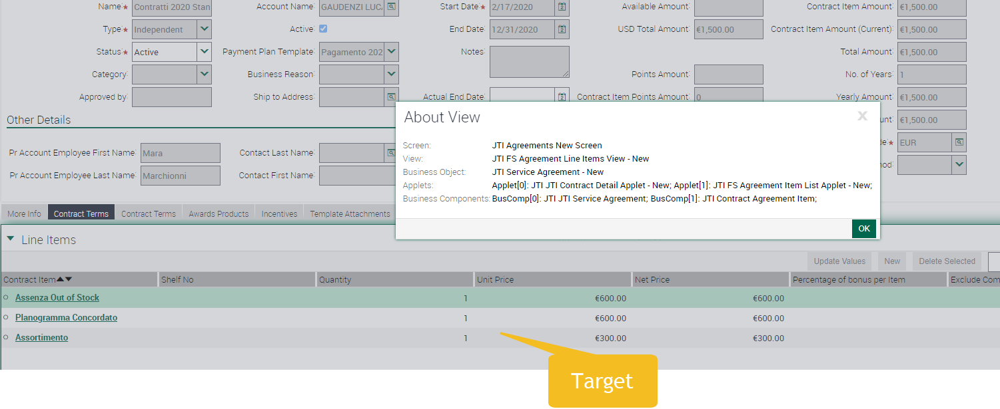 Name:★ Contratti 2020 Stan Account Name: GAUDENZI LUCA Start Date:★ 2/17/2020 Available Amount: Contract Item Amount: €1,500.00
Type:★ Independent Active: End Date: 12/31/2020 USD Total Amount: €1,500.00 Contract Item Amount (Current): €1,500.00
Status:★ Active Payment Plan Template: Pagamento 202 Notes: Total Amount: €1,500.00
Category: Business Reason: Points Amount: No. of Years: 1
Approved by: Ship to Address: Actual End Date: Contract Item Points Amount: 0 Yearly Amount: €1,500.00
Other Details
unt: €1,500.00
Pr Account Employee First Name: Mara Contact Last Name: de:★ EUR
Pr Account Employee Last Name: Marchionni Contact First Name: hod:
About View
X
Screen: JTI Agreements New Screen
View: JTI FS Agreement Line Items View - New
Business Object: JTI Service Agreement - New
Applets: Applet[0]: JTI JTI Contract Detail Applet - New; Applet[1]: JTI FS Agreement Item List Applet - New;
Business Components: BusComp[0]: JTI JTI Service Agreement; BusComp[1]: JTI Contract Agreement Item;
OK
More Info Contract Terms Contract Terms Awards Products Incentives Template Attachments
Line Items
Update Values New Delete Selected
Contract Item Shelf No Quantity Unit Price Net Price Percentage of bonus per Item Exclude Com
Assenza Out of Stock 1 €600.00 €600.00
Planogramma Concordato 1 €600.00 €600.00
Assortimento 1 €300.00 €300.00
Target